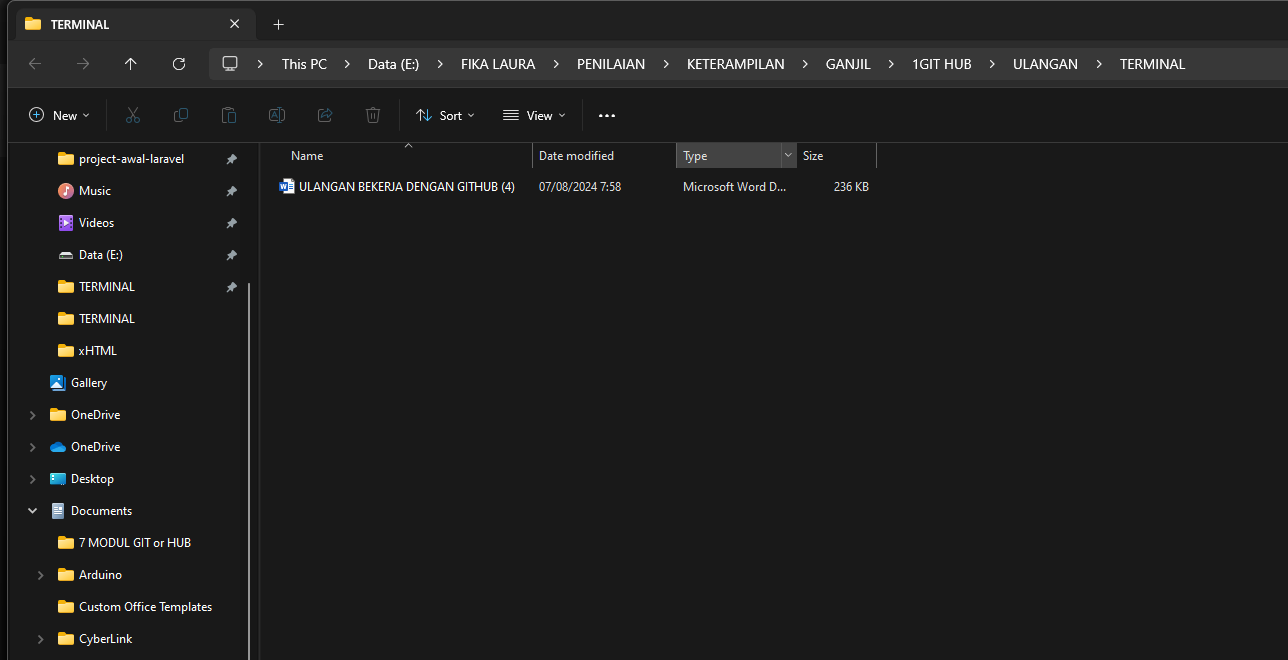 TERMINAL
This PC > Data (E:) > FIKA LAURA > PENILAIAN > KETERAMPILAN > GANJIL > 1GIT HUB > ULANGAN > TERMINAL
New Sort View
Name Date modified Type Size
ULANGAN BEKERJA DENGAN GITHUB (4) 07/08/2024 7:58 Microsoft Word D... 236 KB
project-awal-laravel
Music
Videos
Data (E:)
TERMINAL
TERMINAL
xHTML
Gallery
OneDrive
OneDrive
Desktop
Documents
7 MODUL GIT or HUB
Arduino
Custom Office Templates
CyberLink